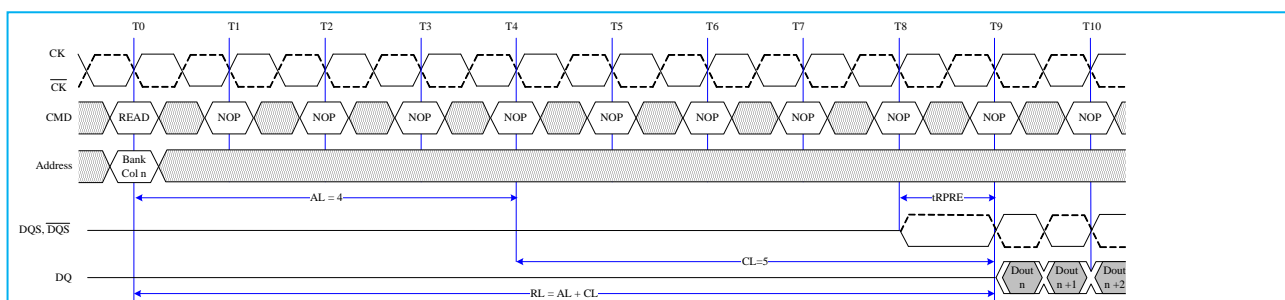 T0 T1 T2 T3 T4 T5 T6 T7 T8 T9 T10
CK
CK
CMD READ NOP NOP NOP NOP NOP NOP NOP NOP NOP NOP
Address Bank
Col n
AL = 4 tRPRE
DQS, DQS
CL=5
DQ Dout
n Dout
n +1 Dout
n +2
RL = AL + CL